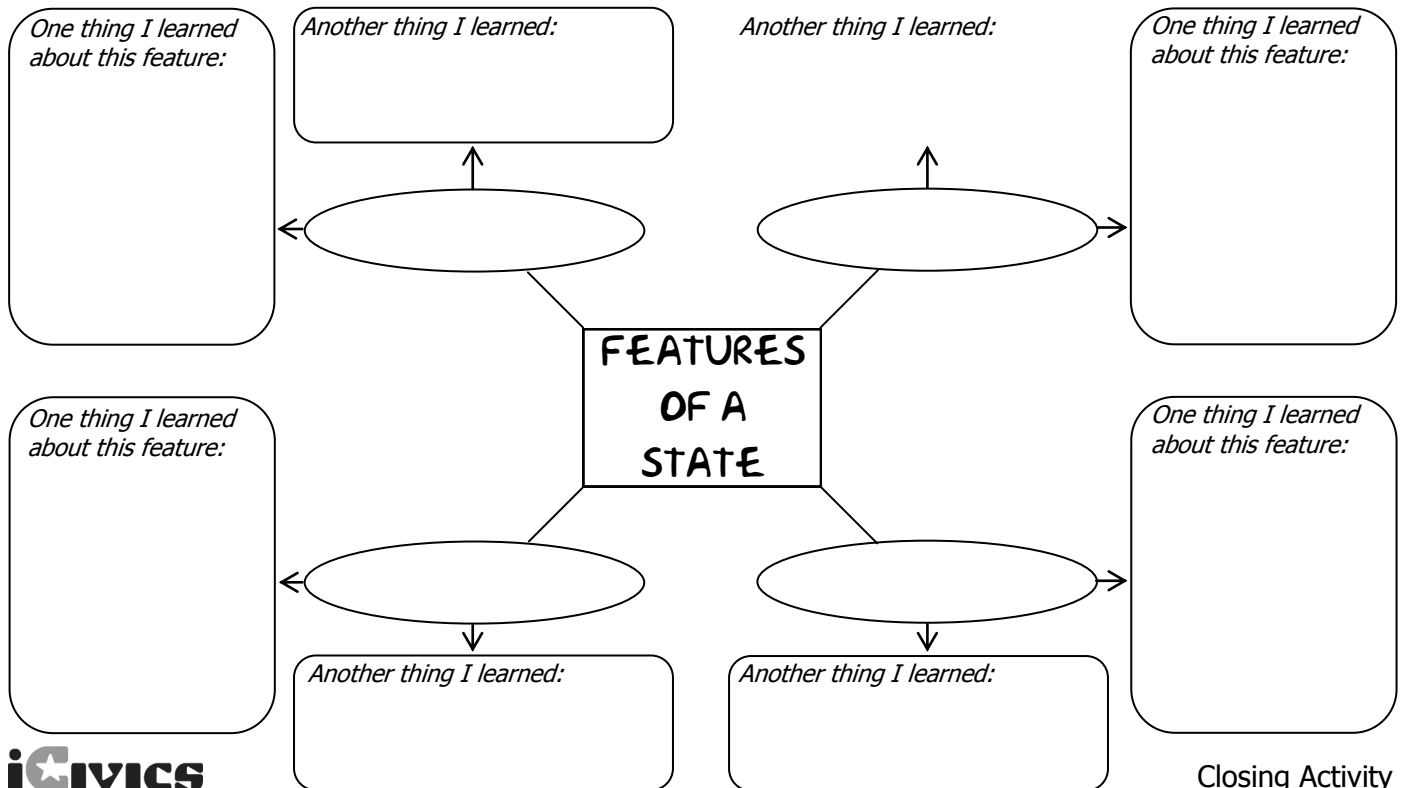 One thing I learned
about this feature:
Another thing I learned:
Another thing I learned:
One thing I learned
about this feature:
FEATURES
OF A
STATE
One thing I learned
about this feature:
One thing I learned
about this feature:
Another thing I learned:
Another thing I learned:
iCivics
Closing Activity